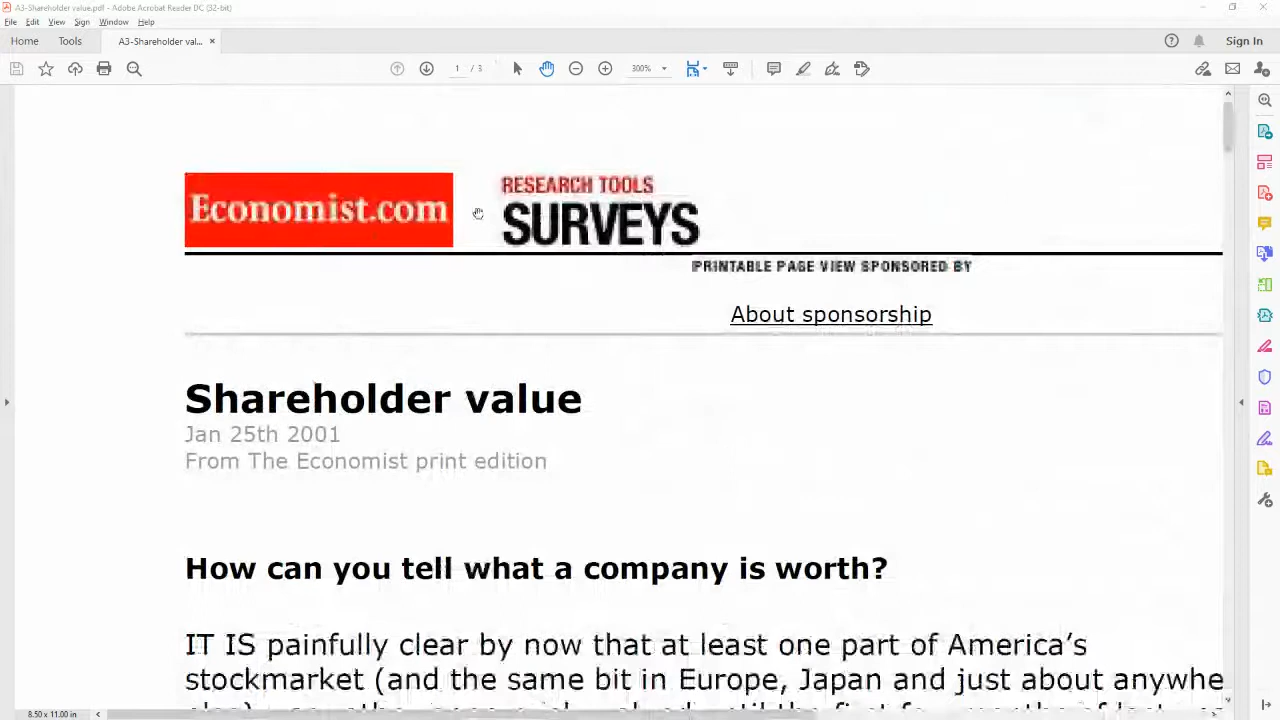 A3-Shareholder value.pdf - Adobe Acrobat Reader DC (32-bit)
File Edit View Sign Window Help
Home Tools A3-Shareholder val... × Sign In
1 / 3 300%
Economist.com
RESEARCH TOOLS
SURVEYS
PRINTABLE PAGE VIEW SPONSORED BY
About sponsorship
Shareholder value
Jan 25th 2001
From The Economist print edition
How can you tell what a company is worth?
IT IS painfully clear by now that at least one part of America’s
stockmarket (and the same bit in Europe, Japan and just about anywhe
8.50 x 11.00 in